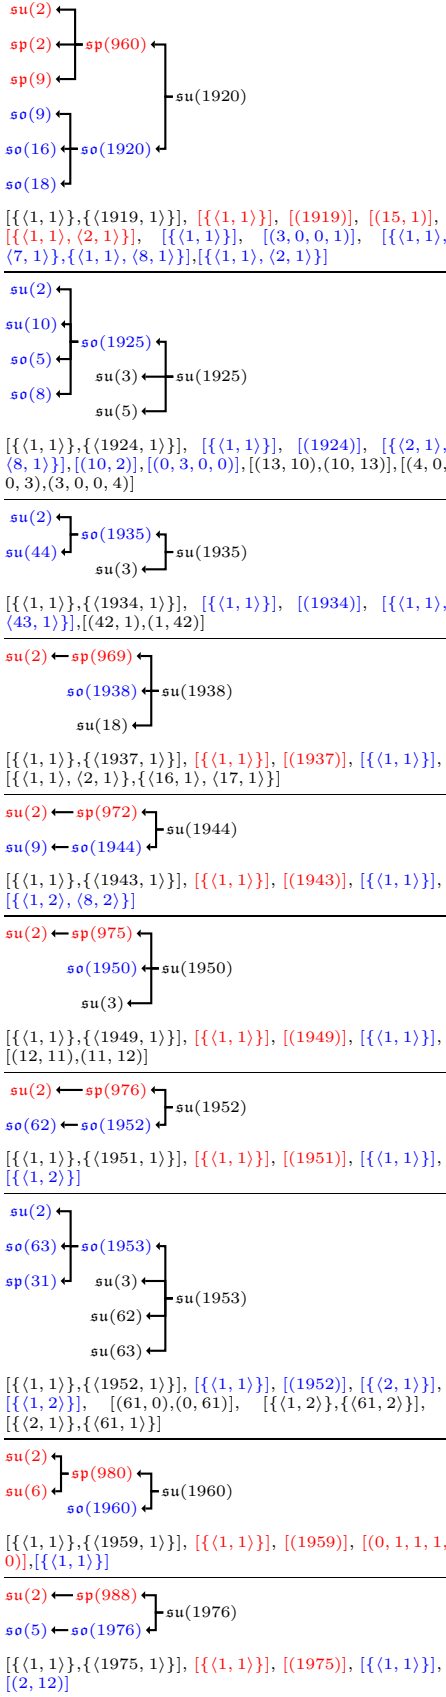 𝔰𝔲(2)
𝔰𝔭(2) 𝔰𝔭(960)
𝔰𝔭(9)
𝔰𝔲(1920)
𝔰𝔬(9)
𝔰𝔬(16) 𝔰𝔬(1920)
𝔰𝔬(18)
[{⟨1, 1⟩},{⟨1919, 1⟩}], [{⟨1, 1⟩}], [(1919)], [(15, 1)],
[{⟨1, 1⟩, ⟨2, 1⟩}], [{⟨1, 1⟩}], [(3, 0, 0, 1)], [{⟨1, 1⟩,
⟨7, 1⟩},{⟨1, 1⟩, ⟨8, 1⟩}],[{⟨1, 1⟩, ⟨2, 1⟩}]
𝔰𝔲(2)
𝔰𝔲(10)
𝔰𝔬(1925)
𝔰𝔬(5)
𝔰𝔲(3) 𝔰𝔲(1925)
𝔰𝔬(8)
𝔰𝔲(5)
[{⟨1, 1⟩},{⟨1924, 1⟩}], [{⟨1, 1⟩}], [(1924)], [{⟨2, 1⟩,
⟨8, 1⟩}],[(10, 2)],[(0, 3, 0, 0)],[(13, 10),(10, 13)],[(4, 0,
0, 3),(3, 0, 0, 4)]
𝔰𝔲(2)
𝔰𝔬(1935)
𝔰𝔲(44) 𝔰𝔲(1935)
𝔰𝔲(3)
[{⟨1, 1⟩},{⟨1934, 1⟩}], [{⟨1, 1⟩}], [(1934)], [{⟨1, 1⟩,
⟨43, 1⟩}],[(42, 1),(1, 42)]
𝔰𝔲(2) 𝔰𝔭(969)
𝔰𝔬(1938) 𝔰𝔲(1938)
𝔰𝔲(18)
[{⟨1, 1⟩},{⟨1937, 1⟩}], [{⟨1, 1⟩}], [(1937)], [{⟨1, 1⟩}],
[{⟨1, 1⟩, ⟨2, 1⟩},{⟨16, 1⟩, ⟨17, 1⟩}]
𝔰𝔲(2) 𝔰𝔭(972)
𝔰𝔲(1944)
𝔰𝔲(9) 𝔰𝔬(1944)
[{⟨1, 1⟩},{⟨1943, 1⟩}], [{⟨1, 1⟩}], [(1943)], [{⟨1, 1⟩}],
[{⟨1, 2⟩, ⟨8, 2⟩}]
𝔰𝔲(2) 𝔰𝔭(975)
𝔰𝔬(1950) 𝔰𝔲(1950)
𝔰𝔲(3)
[{⟨1, 1⟩},{⟨1949, 1⟩}], [{⟨1, 1⟩}], [(1949)], [{⟨1, 1⟩}],
[(12, 11),(11, 12)]
𝔰𝔲(2) 𝔰𝔭(976)
𝔰𝔲(1952)
𝔰𝔬(62) 𝔰𝔬(1952)
[{⟨1, 1⟩},{⟨1951, 1⟩}], [{⟨1, 1⟩}], [(1951)], [{⟨1, 1⟩}],
[{⟨1, 2⟩}]
𝔰𝔲(2)
𝔰𝔬(63) 𝔰𝔬(1953)
𝔰𝔭(31) 𝔰𝔲(3)
𝔰𝔲(1953)
𝔰𝔲(62)
𝔰𝔲(63)
[{⟨1, 1⟩},{⟨1952, 1⟩}], [{⟨1, 1⟩}], [(1952)], [{⟨2, 1⟩}],
[{⟨1, 2⟩}], [(61, 0),(0, 61)], [{⟨1, 2⟩},{⟨61, 2⟩}],
[{⟨2, 1⟩},{⟨61, 1⟩}]
𝔰𝔲(2)
𝔰𝔭(980)
𝔰𝔲(6) 𝔰𝔲(1960)
𝔰𝔬(1960)
[{⟨1, 1⟩},{⟨1959, 1⟩}], [{⟨1, 1⟩}], [(1959)], [(0, 1, 1, 1,
0)],[{⟨1, 1⟩}]
𝔰𝔲(2) 𝔰𝔭(988)
𝔰𝔲(1976)
𝔰𝔬(5) 𝔰𝔬(1976)
[{⟨1, 1⟩},{⟨1975, 1⟩}], [{⟨1, 1⟩}], [(1975)], [{⟨1, 1⟩}],
[(2, 12)]